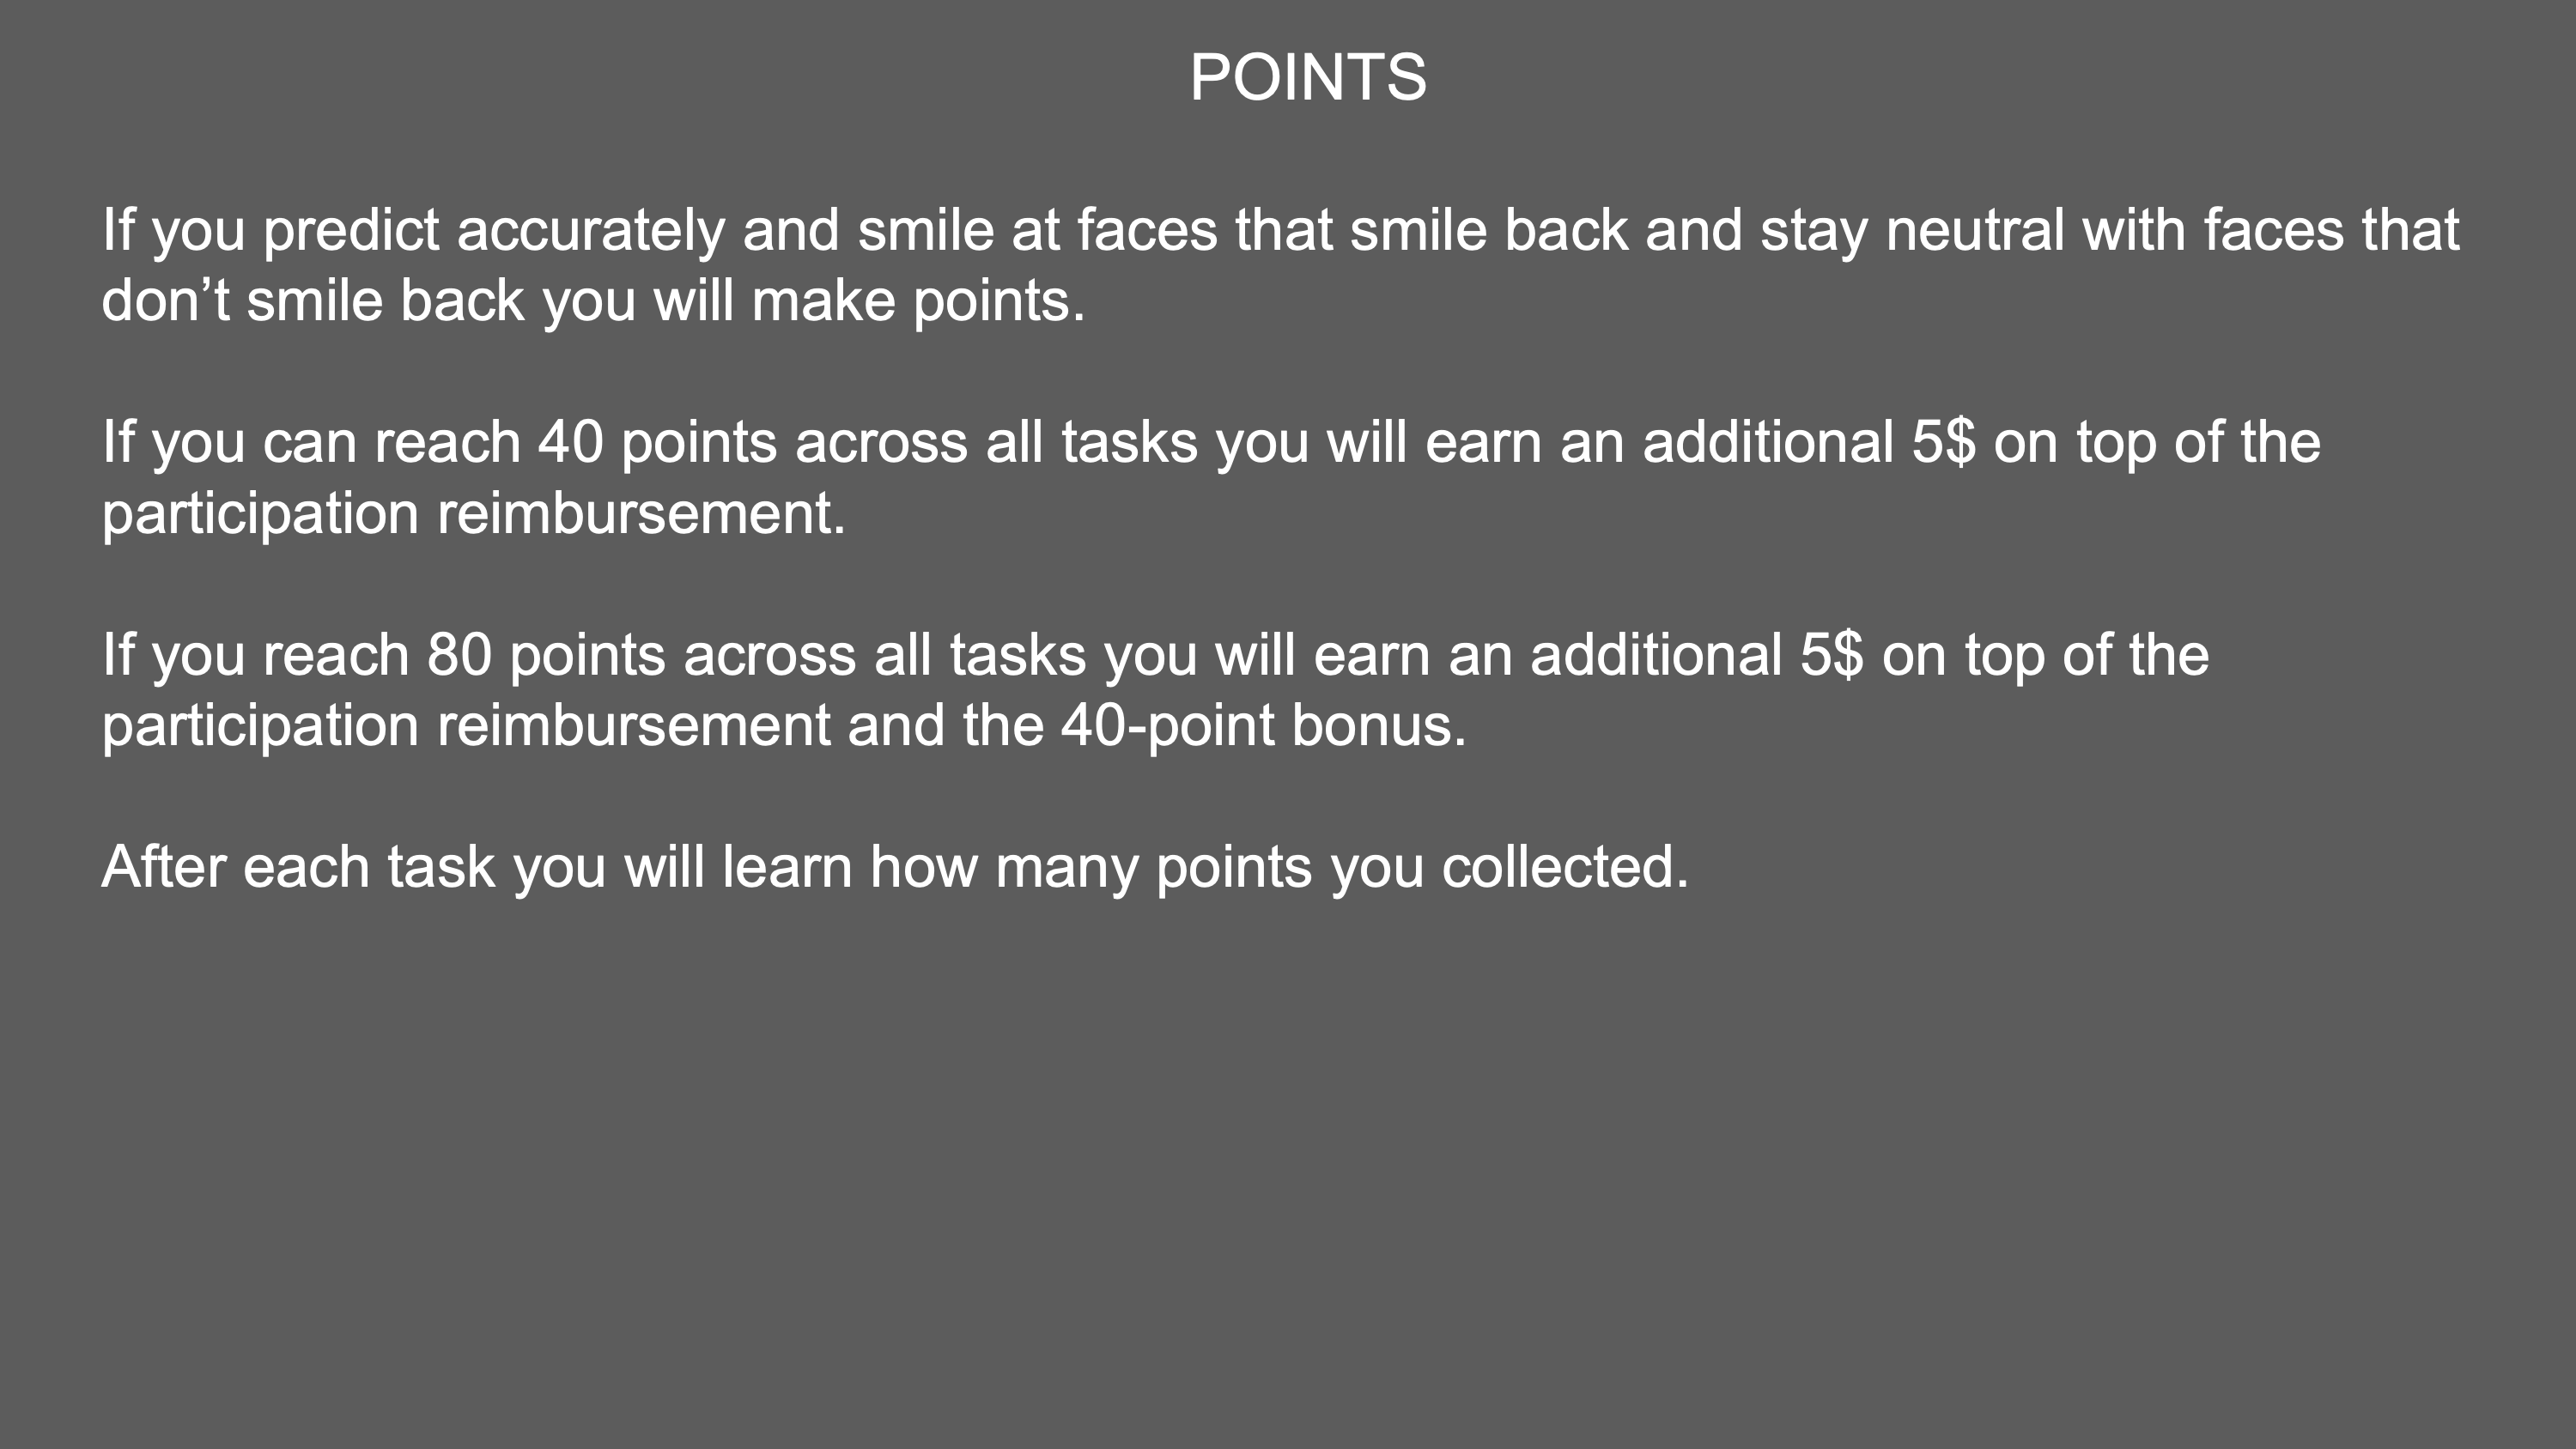 POINTS
If you predict accurately and smile at faces that smile back and stay neutral with faces that
don’t smile back you will make points.
If you can reach 40 points across all tasks you will earn an additional 5$ on top of the
participation reimbursement.
If you reach 80 points across all tasks you will earn an additional 5$ on top of the
participation reimbursement and the 40-point bonus.
After each task you will learn how many points you collected.